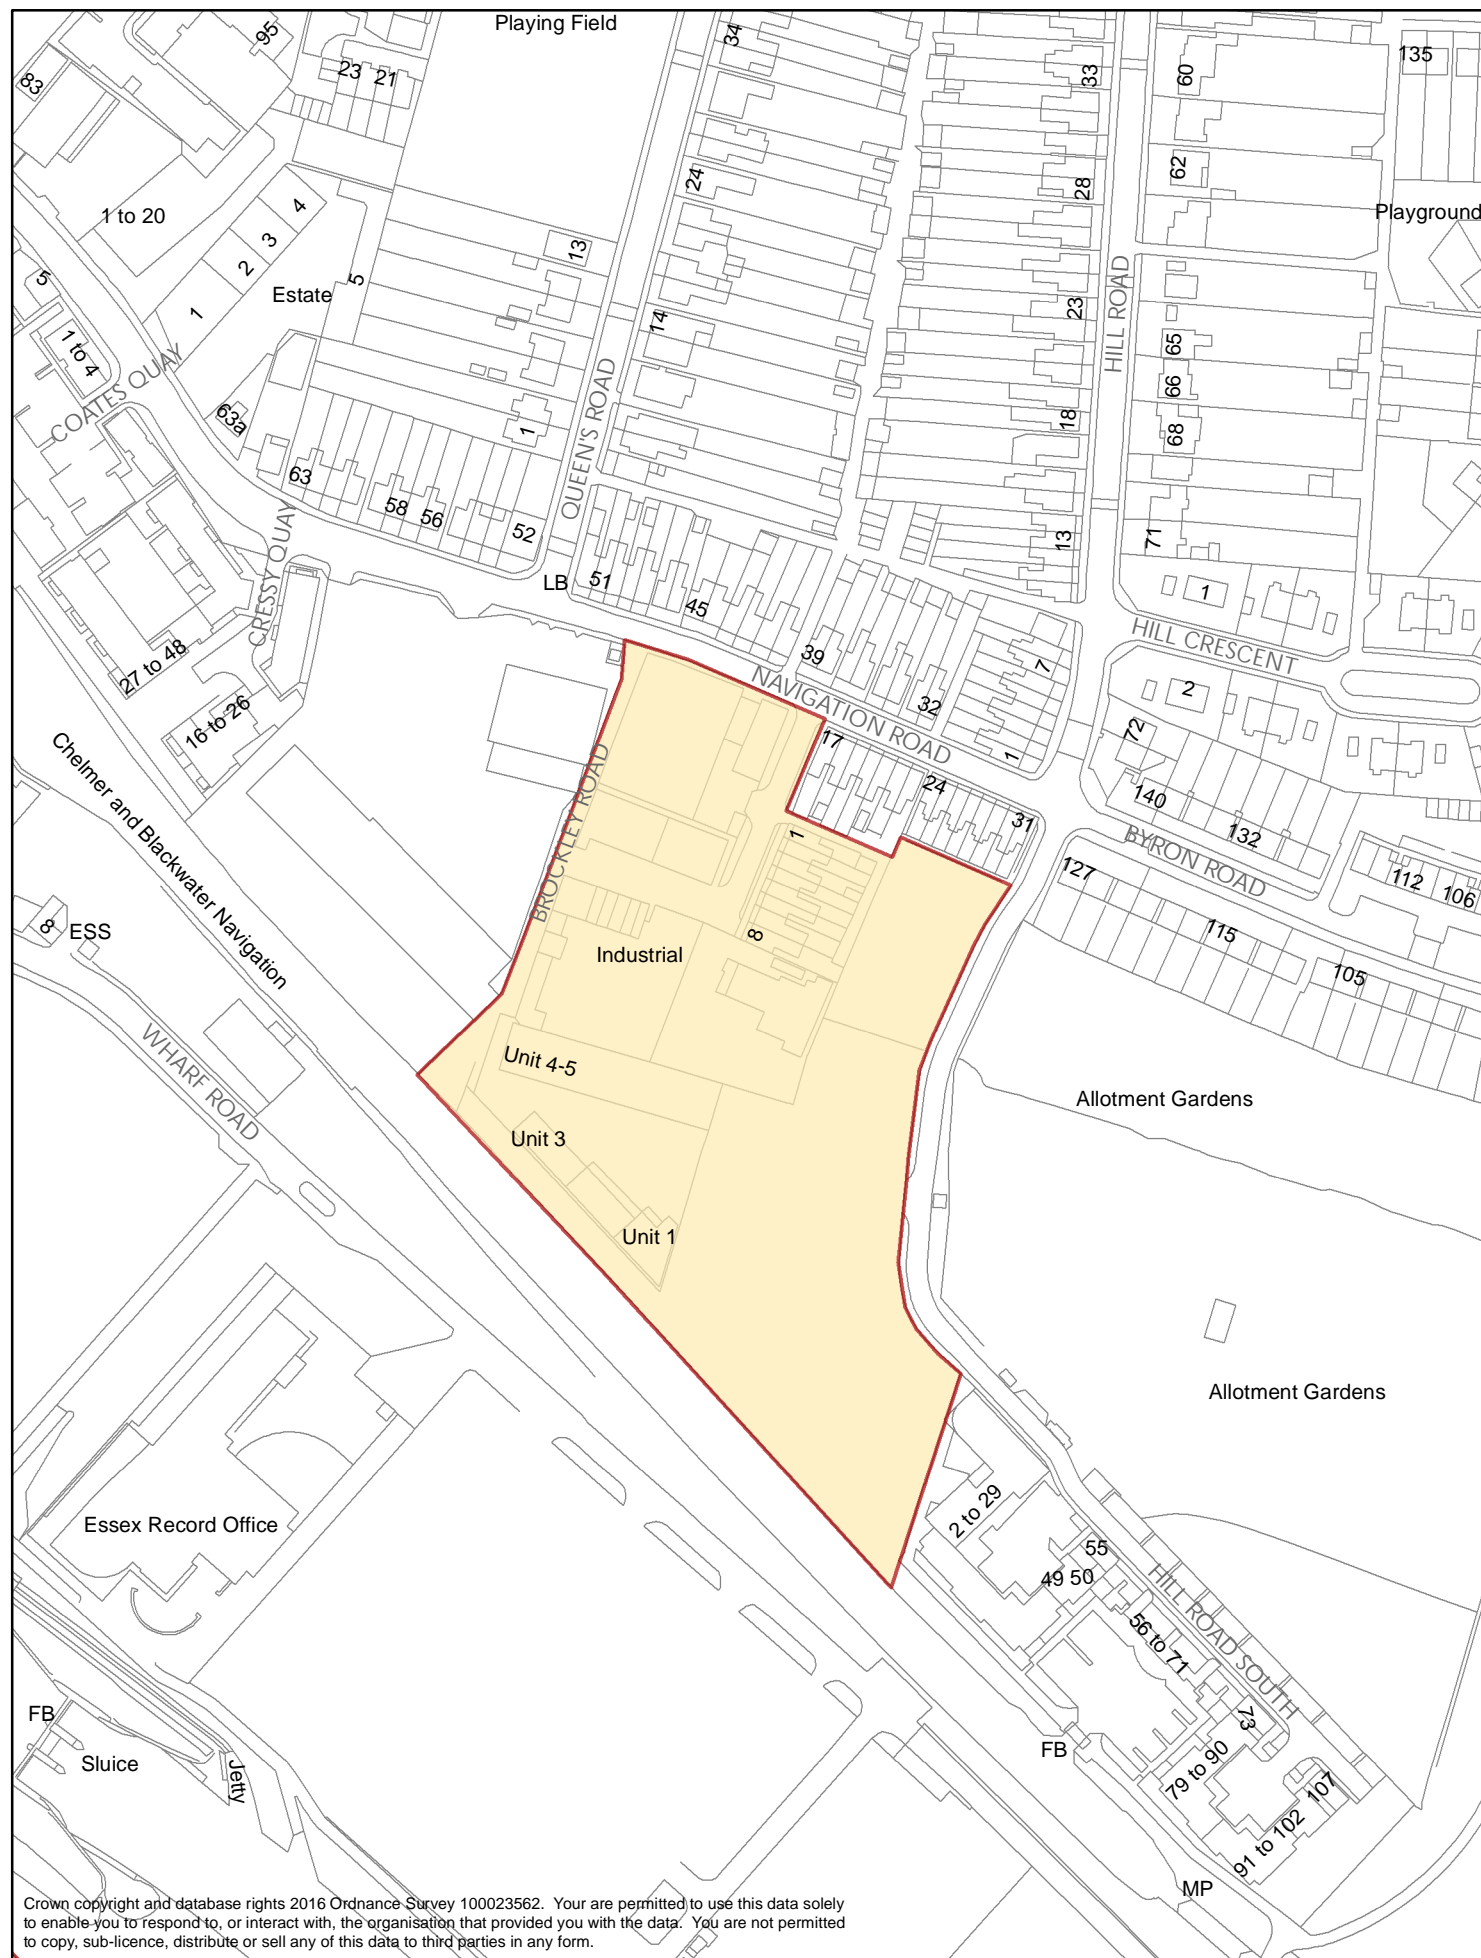 Playing Field
95
34
33
60
135
83
23
21
24
28
62
Playground
1 to 20
4
3
2
1
13
5
Estate
5
HILL ROAD
14
23
65
1 to 4
66
COATES QUAY
QUEEN'S ROAD
63a
1
18
68
63
58
56
52
13
71
CRESSY QUAY
LB
51
45
1
HILL CRESCENT
39
7
27 to 48
NAVIGATION ROAD
2
32
16 to 26
17
72
1
Chelmer and Blackwater Navigation
24
140
BROCKLEY ROAD
1
31
BYRON ROAD
132
127
112
106
8
ESS
8
115
Industrial
105
WHARF ROAD
Unit 4-5
Allotment Gardens
Unit 3
Unit 1
Allotment Gardens
Essex Record Office
2 to 29
55
49 50
HILL ROAD SOUTH
56 to 71
FB
73
FB
Sluice
Jetty
79 to 90
107
91 to 102
MP
Crown copyright and database rights 2016 Ordnance Survey 100023562. Your are permitted to use this data solely
to enable you to respond to, or interact with, the organisation that provided you with the data. You are not permitted
to copy, sub-licence, distribute or sell any of this data to third parties in any form.